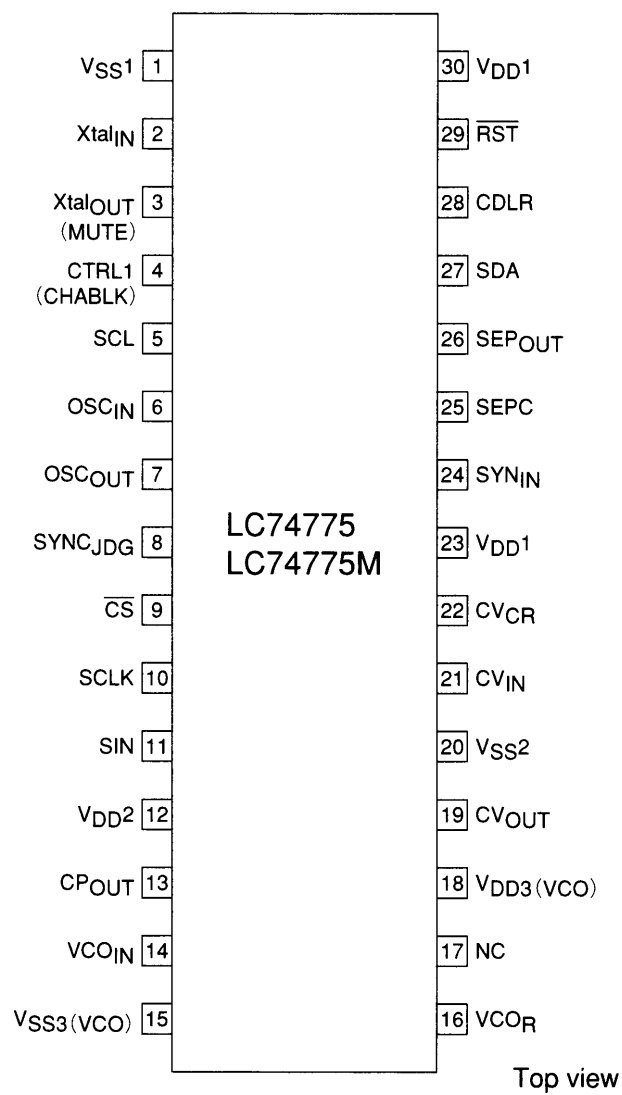 VSS1 1
XtalIN 2
XtalOUT 3
(MUTE)
CTRL1 4
(CHABLK)
SCL 5
OSCIN 6
OSCOUT 7
SYNCJDG 8
CS 9
SCLK 10
SIN 11
VDD2 12
CPOUT 13
VCOIN 14
VSS3(VCO) 15
LC74775
LC74775M
30 VDD1
29 RST
28 CDLR
27 SDA
26 SEPOUT
25 SEPC
24 SYNIN
23 VDD1
22 CVCR
21 CVIN
20 VSS2
19 CVOUT
18 VDD3(VCO)
17 NC
16 VCOR
Top view